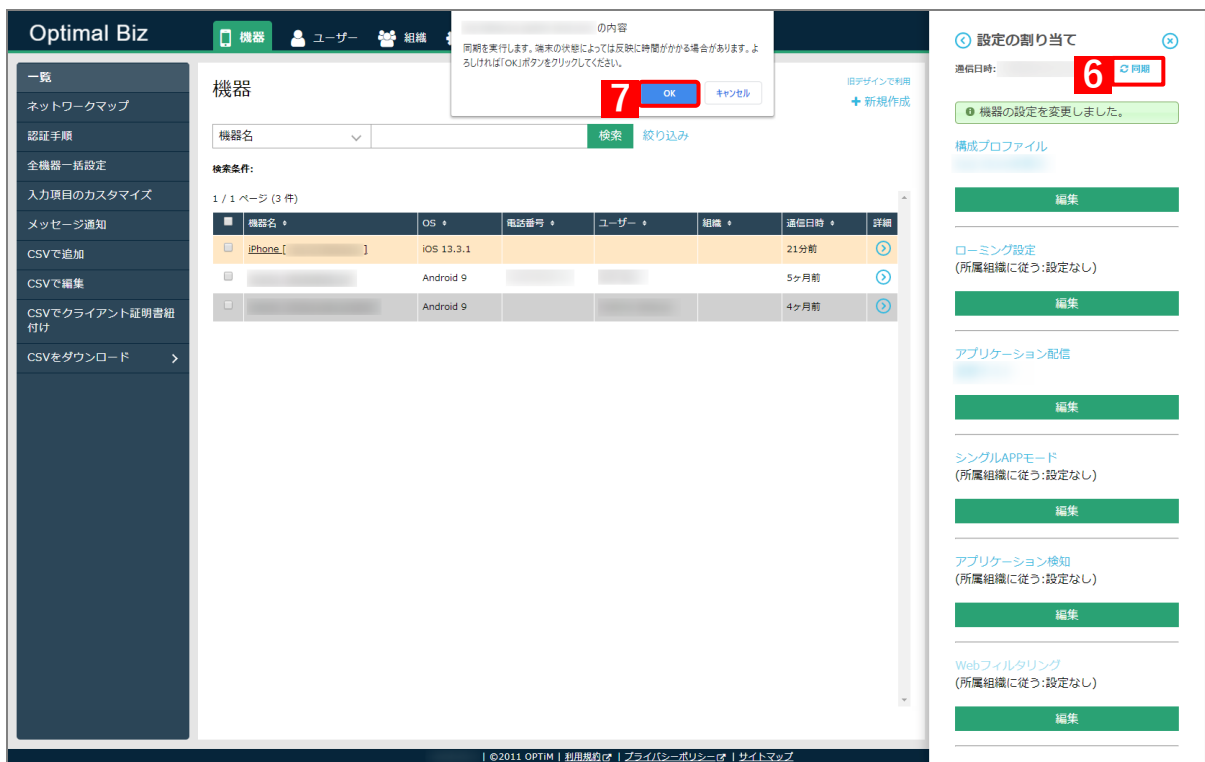 Optimal Biz
機器
ユーザー
組織
の内容
同期を実行します。端末の状態によっては反映に時間がかかる場合があります。よ
ろしければ「OK」ボタンをクリックしてください。
7
OK
キャンセル
一覧
ネットワークマップ
認証手順
全機器一括設定
入力項目のカスタマイズ
メッセージ通知
CSVで追加
CSVで編集
CSVでクライアント証明書紐
付け
CSVをダウンロード
機器
旧デザインで利用
+ 新規作成
機器名
検索
絞り込み
検索条件:
1 / 1 ページ (3 件)
機器名 OS 電話番号 ユーザー 組織 通信日時 詳細
iPhone [ ] iOS 13.3.1 21分前
Android 9 5ヶ月前
Android 9 4ヶ月前
設定の割り当て
通信日時:
6
同期
機器の設定を変更しました。
構成プロファイル
編集
ローミング設定
(所属組織に従う:設定なし)
編集
アプリケーション配信
編集
シングルAPPモード
(所属組織に従う:設定なし)
編集
アプリケーション検知
(所属組織に従う:設定なし)
編集
Webフィルタリング
(所属組織に従う:設定なし)
編集
| ©2011 OPTiM | 利用規約 | プライバシーポリシー | サイトマップ